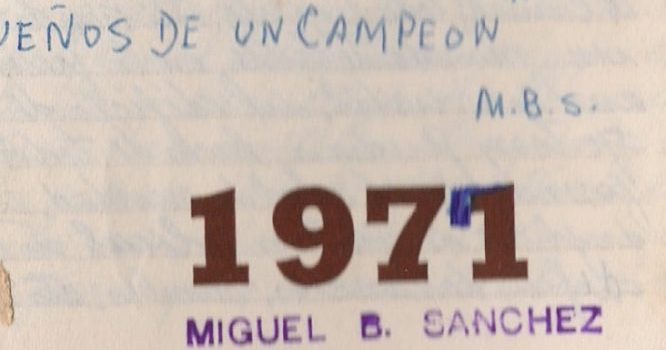 UEÑOS DE UN CAMPEON
M.B.S.
1971
MIGUEL B. SANCHEZ